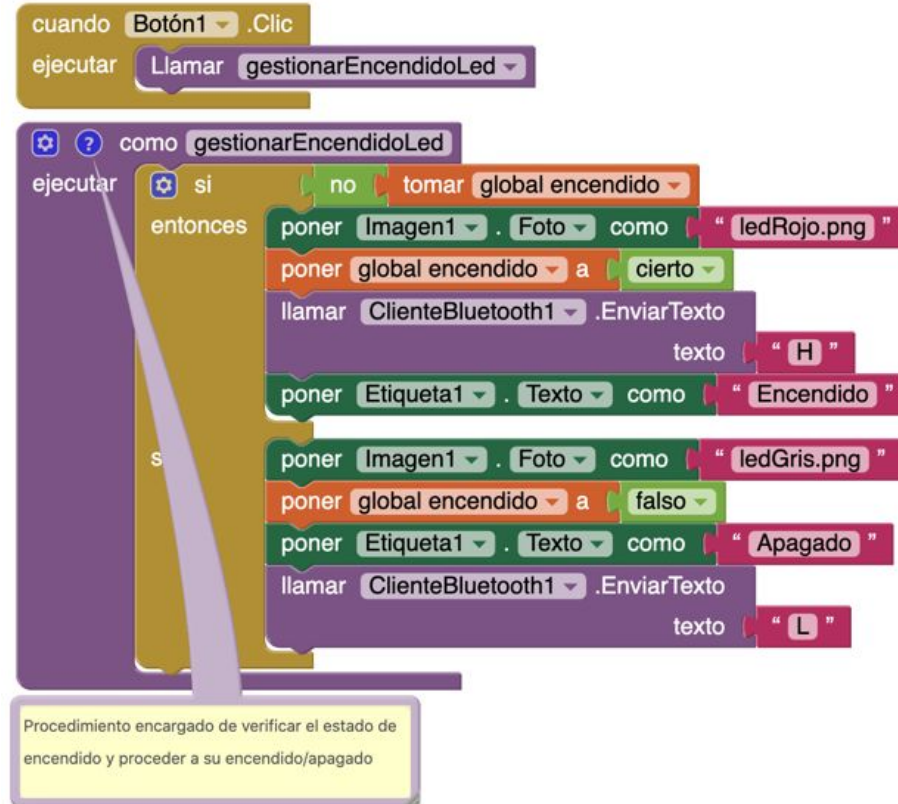 cuando Botón1 .Clic
ejecutar Llamar gestionarEncendidoLed
? como gestionarEncendidoLed
ejecutar si no tomar global encendido
entonces poner Imagen1 . Foto como " ledRojo.png "
poner global encendido a cierto
llamar ClienteBluetooth1 .EnviarTexto
texto " H "
poner Etiqueta1 . Texto como " Encendido "
poner Imagen1 . Foto como " ledGris.png "
poner global encendido a falso
poner Etiqueta1 . Texto como " Apagado "
llamar ClienteBluetooth1 .EnviarTexto
texto " L "
Procedimiento encargado de verificar el estado de
encendido y proceder a su encendido/apagado